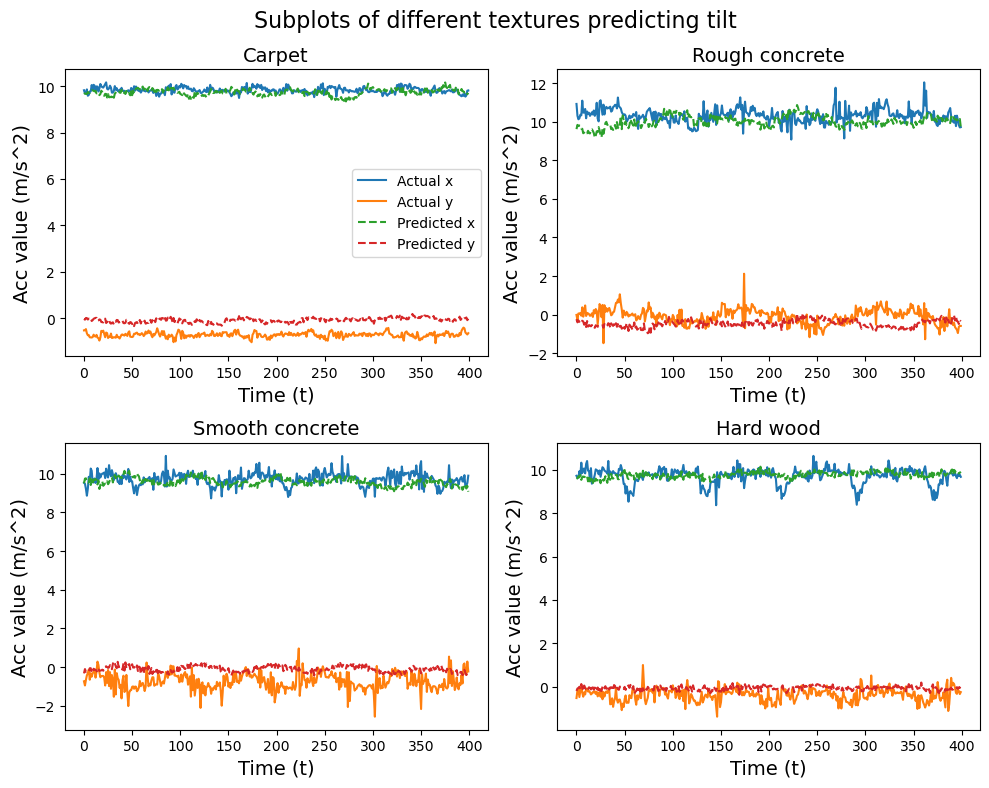 Subplots of different textures predicting tilt
Carpet
Acc value (m/s^2)
10
8
6
4
2
0
Actual x
Actual y
Predicted x
Predicted y
0 50 100 150 200 250 300 350 400
Time (t)
Rough concrete
Acc value (m/s^2)
12
10
8
6
4
2
0
−2
0 50 100 150 200 250 300 350 400
Time (t)
Smooth concrete
Acc value (m/s^2)
10
8
6
4
2
0
−2
0 50 100 150 200 250 300 350 400
Time (t)
Hard wood
Acc value (m/s^2)
10
8
6
4
2
0
0 50 100 150 200 250 300 350 400
Time (t)